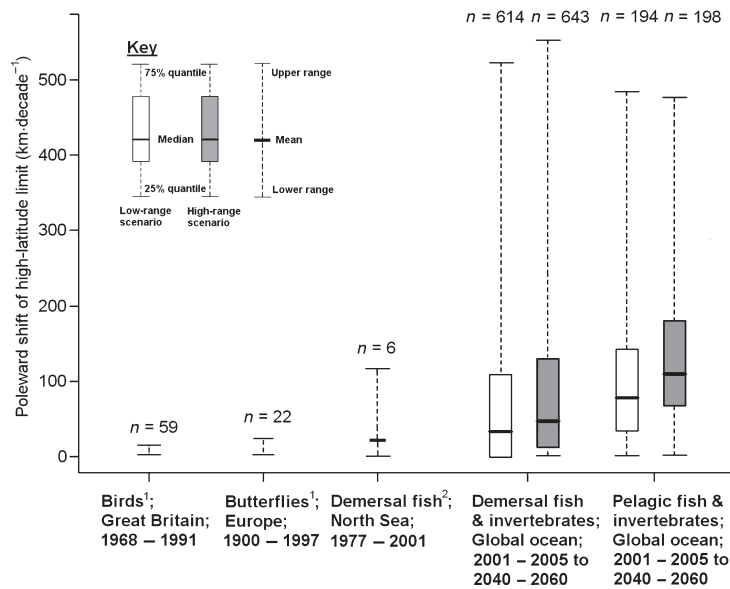 n = 614 n = 643 n = 194 n = 198
Key
75% quantile
Upper range
Median
Mean
25% quantile
Lower range
Low-range
scenario
High-range
scenario
Poleward shift of high-latitude limit (km·decade⁻¹)
500
400
300
200
100
0
n = 59
n = 22
n = 6
Birds¹;
Great Britain;
1968 – 1991
Butterflies¹;
Europe;
1900 – 1997
Demersal fish²;
North Sea;
1977 – 2001
Demersal fish
& invertebrates;
Global ocean;
2001 – 2005 to
2040 – 2060
Pelagic fish &
invertebrates;
Global ocean;
2001 – 2005 to
2040 – 2060